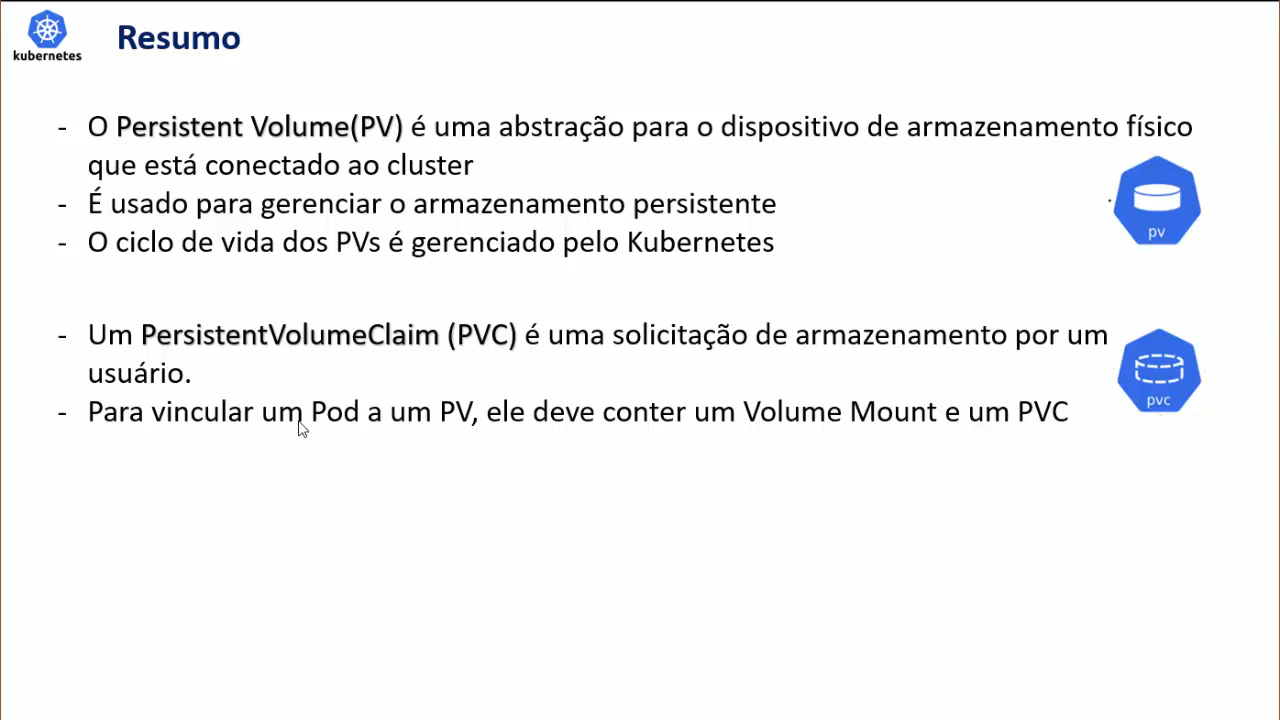 kubernetes
Resumo
- O Persistent Volume(PV) é uma abstração para o dispositivo de armazenamento físico
que está conectado ao cluster
- É usado para gerenciar o armazenamento persistente
- O ciclo de vida dos PVs é gerenciado pelo Kubernetes
pv
- Um PersistentVolumeClaim (PVC) é uma solicitação de armazenamento por um
usuário.
- Para vincular um Pod a um PV, ele deve conter um Volume Mount e um PVC
pvc